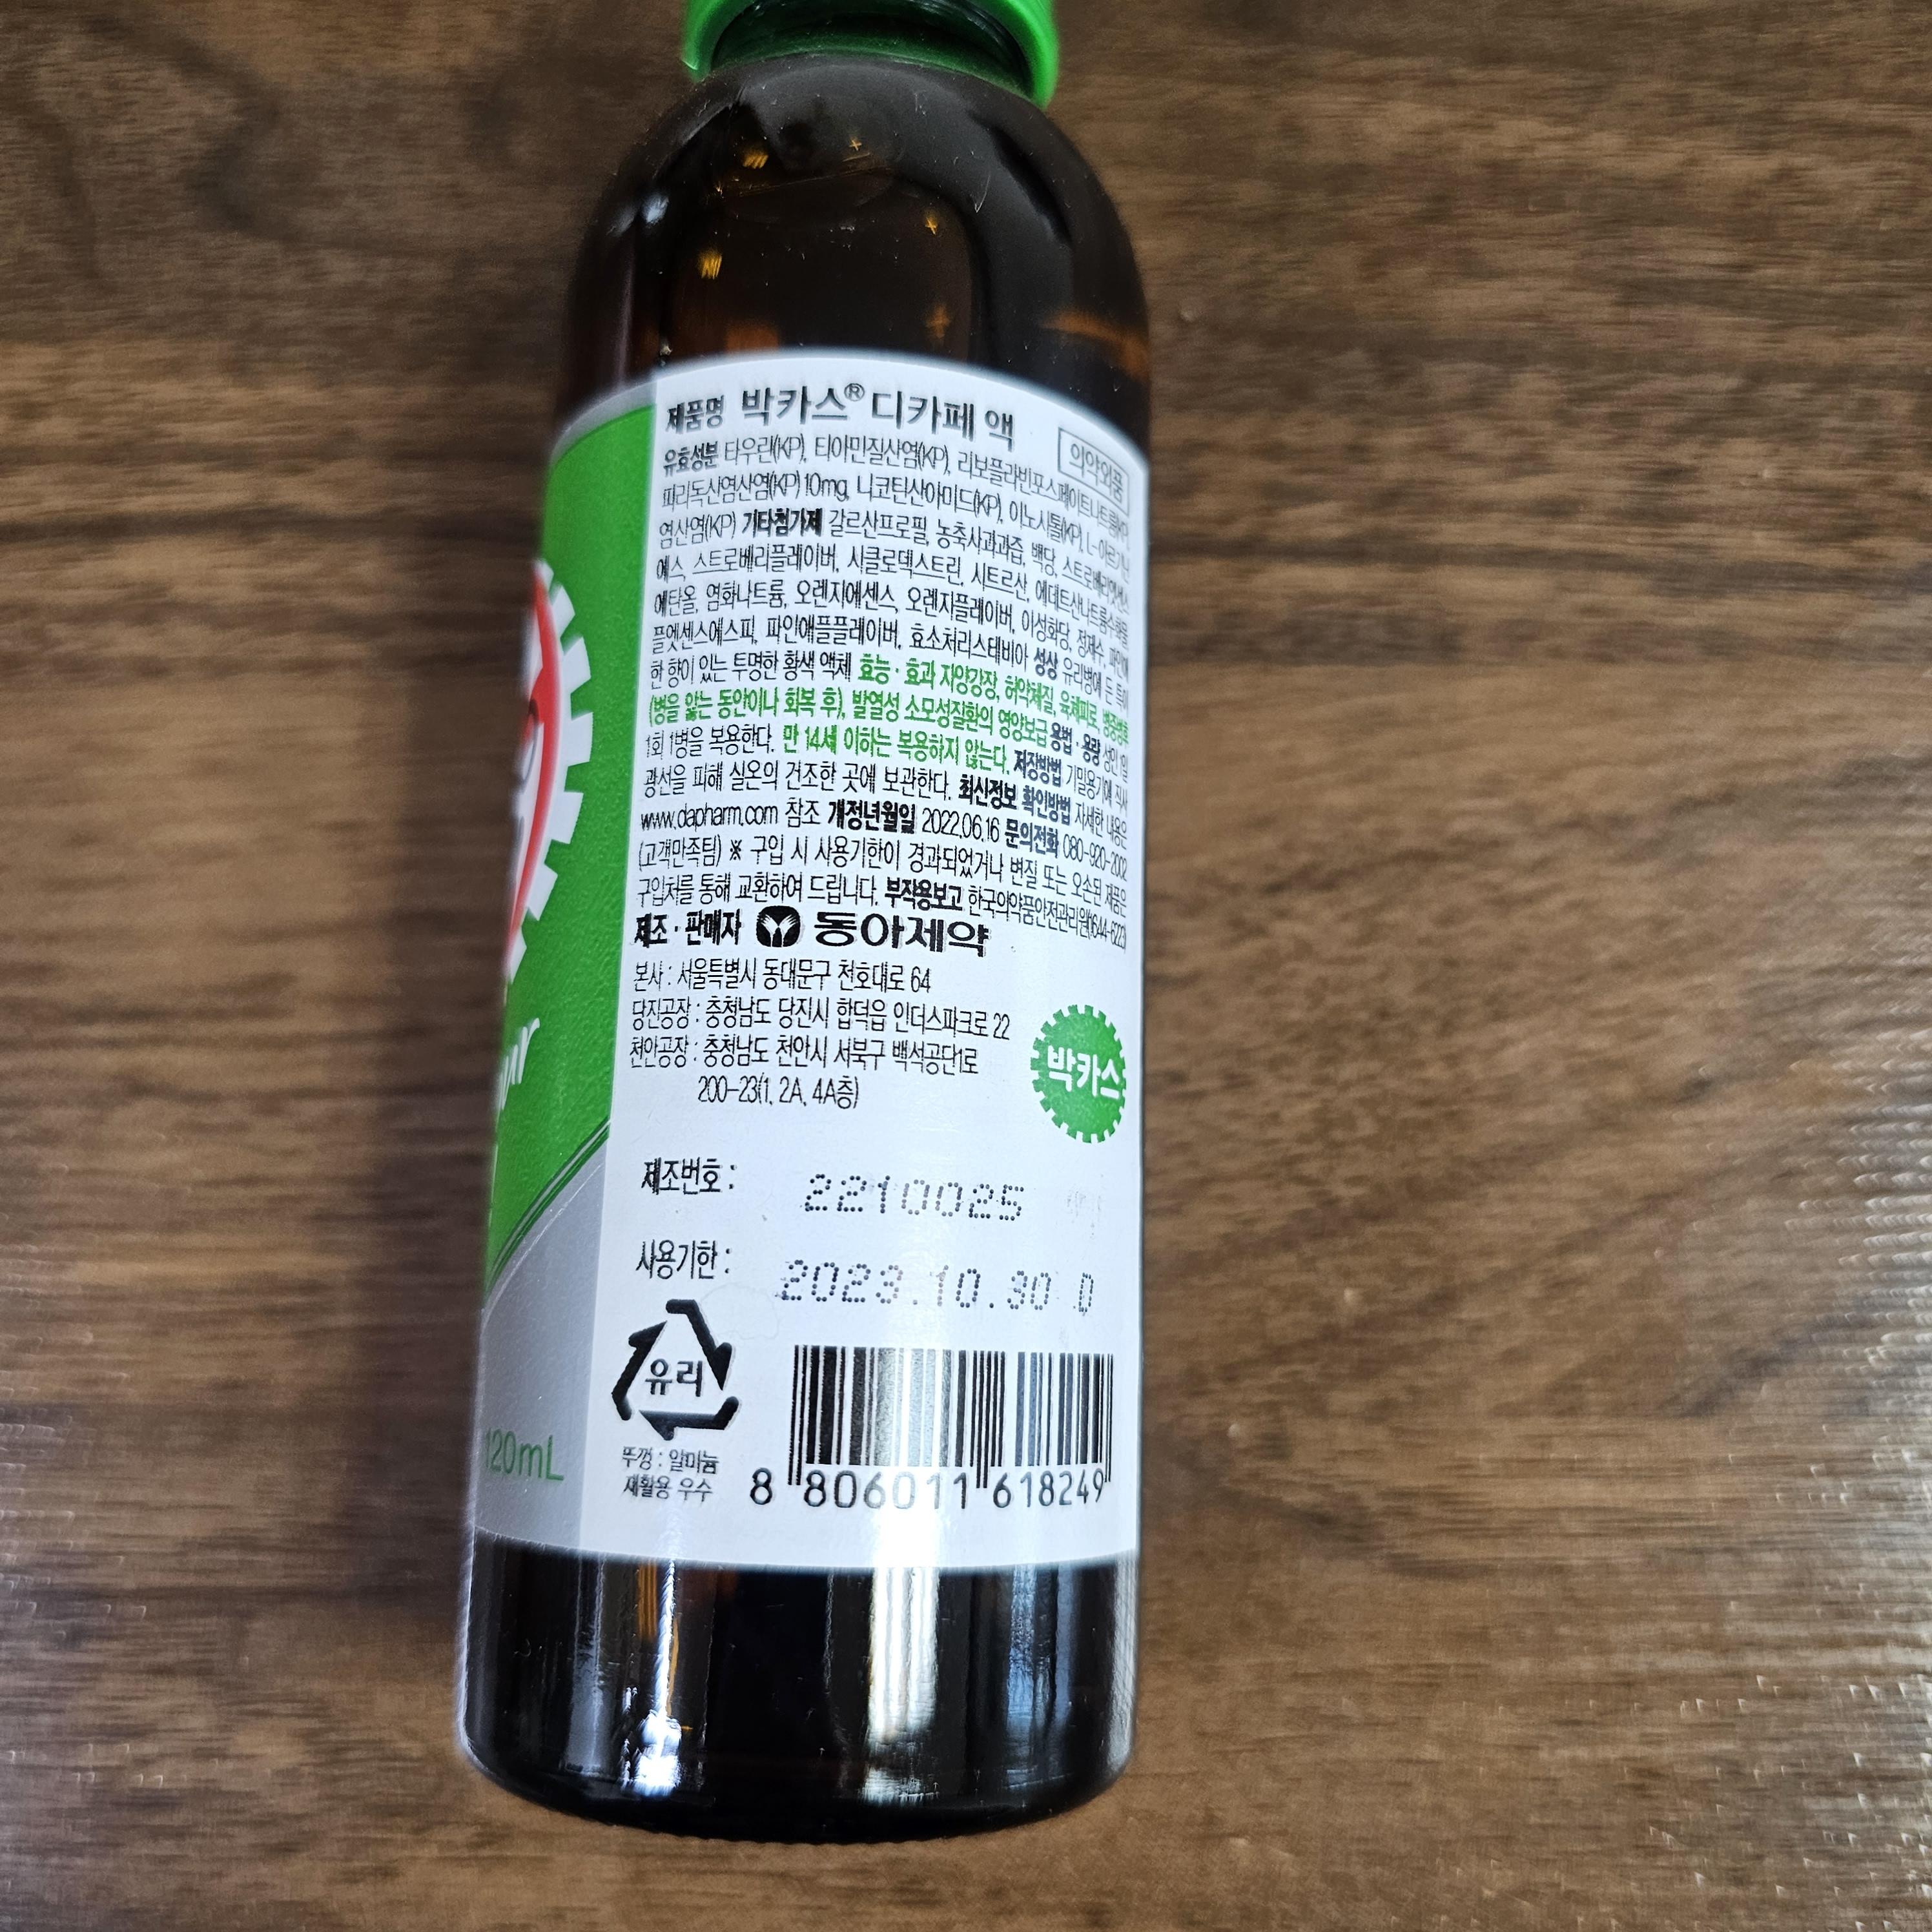 제품명 박카스® 디카페 액
의약외품
유효성분 타우린(KP), 티아민질산염(KP), 리보플라빈포스페이트나트륨(KP),
피리독신염산염(KP) 10mg, 니코틴산아미드(KP), 이노시톨(KP), L-아르기닌
염산염(KP) 기타첨가제 갈르산프로필, 농축사과과즙, 백당, 스트로베리엣센스
에스, 스트로베리플레이버, 시클로덱스트린, 시트르산, 에데트산나트륨수화물,
에탄올, 염화나트륨, 오렌지에센스, 오렌지플레이버, 이성화당, 정제수, 파인애
플엣센스에스피, 파인애플플레이버, 효소처리스테비아 성상 유리병에 든 특이
한 향이 있는 투명한 황색 액체 효능·효과 자양강장, 허약체질, 육체피로, 병중병후
(병을 앓는 동안이나 회복 후), 발열성 소모성질환의 영양보급 용법·용량 성인 1일
1회 1병을 복용한다. 만 14세 이하는 복용하지 않는다. 저장방법 기밀용기에 직사
광선을 피해 실온의 건조한 곳에 보관한다. 최신정보 확인방법 자세한 내용은
www.dapharm.com 참조 개정년월일 2022.06.16 문의전화 080-920-2002
(고객만족팀) ※ 구입 시 사용기한이 경과되었거나 변질 또는 오손된 제품은
구입처를 통해 교환하여 드립니다. 부작용보고 한국의약품안전관리원(1644-6223)
제조·판매자 동아제약
본사 : 서울특별시 동대문구 천호대로 64
당진공장 : 충청남도 당진시 합덕읍 인더스파크로 22
천안공장 : 충청남도 천안시 서북구 백석공단1로
200-23(1, 2A, 4A층)
박카스
제조번호 : 2210025
사용기한 : 2023.10.30 D
유리
뚜껑 : 알미늄
재활용 우수
8 806011 618249
120mL